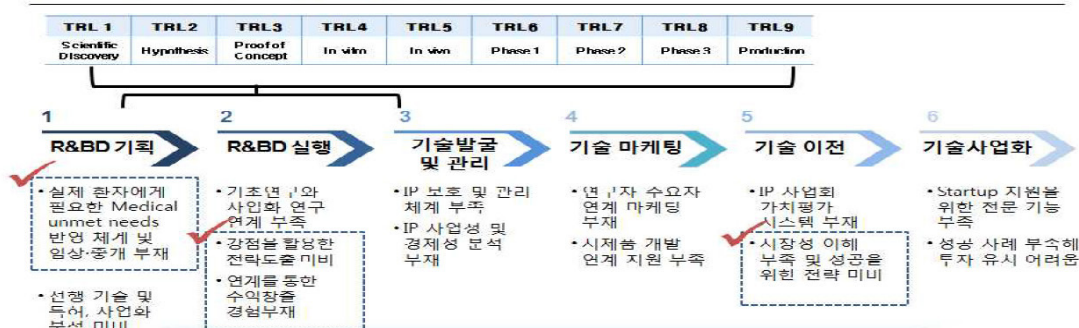 TRL 1 TRL2 TRL3 TRL4 TRL5 TRL6 TRL7 TRL8 TRL9
Scientific Discovery Hypothesis Proof of Concept In vitro In vivo Phase 1 Phase 2 Phase 3 Production
1 2 3 4 5 6
R&BD 기획
R&BD 실행
기술발굴
및 관리
기술 마케팅
기술 이전
기술사업화
• 실제 환자에게
필요한 Medical
unmet needs
반영 체계 및
임상·중개 부재
• 선행 기술 및
특허, 사업화
분석 미비
• 기초연구와
사업화 연구
연계 부족
• 강점을 활용한
전략도출 미비
• 연계를 통한
수익창출
경험부재
• IP 보호 및 관리
체계 부족
• IP 사업성 및
경제성 분석
부재
• 연구자 수요자
연계 마케팅
부재
• 시제품 개발
연계 지원 부족
• IP 사업화
가치평가
시스템 부재
• 시장성 이해
부족 및 성공을
위한 전략 미비
• Startup 지원을
위한 전문 기능
부족
• 성공 사례 부족해
투자 유치 어려움